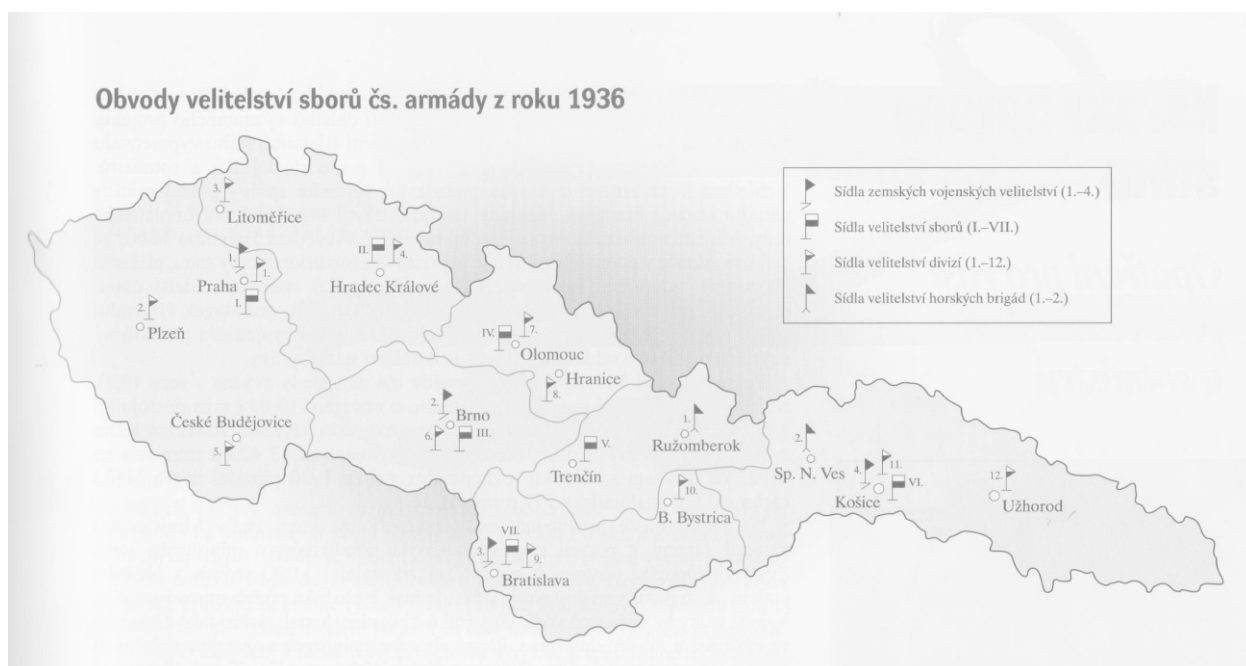 Obvody velitelství sborů čs. armády z roku 1936
Sídla zemských vojenských velitelství (1.–4.)
Sídla velitelství sborů (I.–VII.)
Sídla velitelství divizí (1.–12.)
Sídla velitelství horských brigád (1.–2.)
3.
Litoměřice
1.
1.
Praha
I.
II.
4.
Hradec Králové
2.
Plzeň
IV.
7.
Olomouc
Hranice
8.
České Budějovice
5.
2.
Brno
6.
III.
V.
Trenčín
1.
Ružomberok
2.
Sp. N. Ves
4.
11.
VI.
Košice
12.
Užhorod
10.
B. Bystrica
VII.
3.
9.
Bratislava